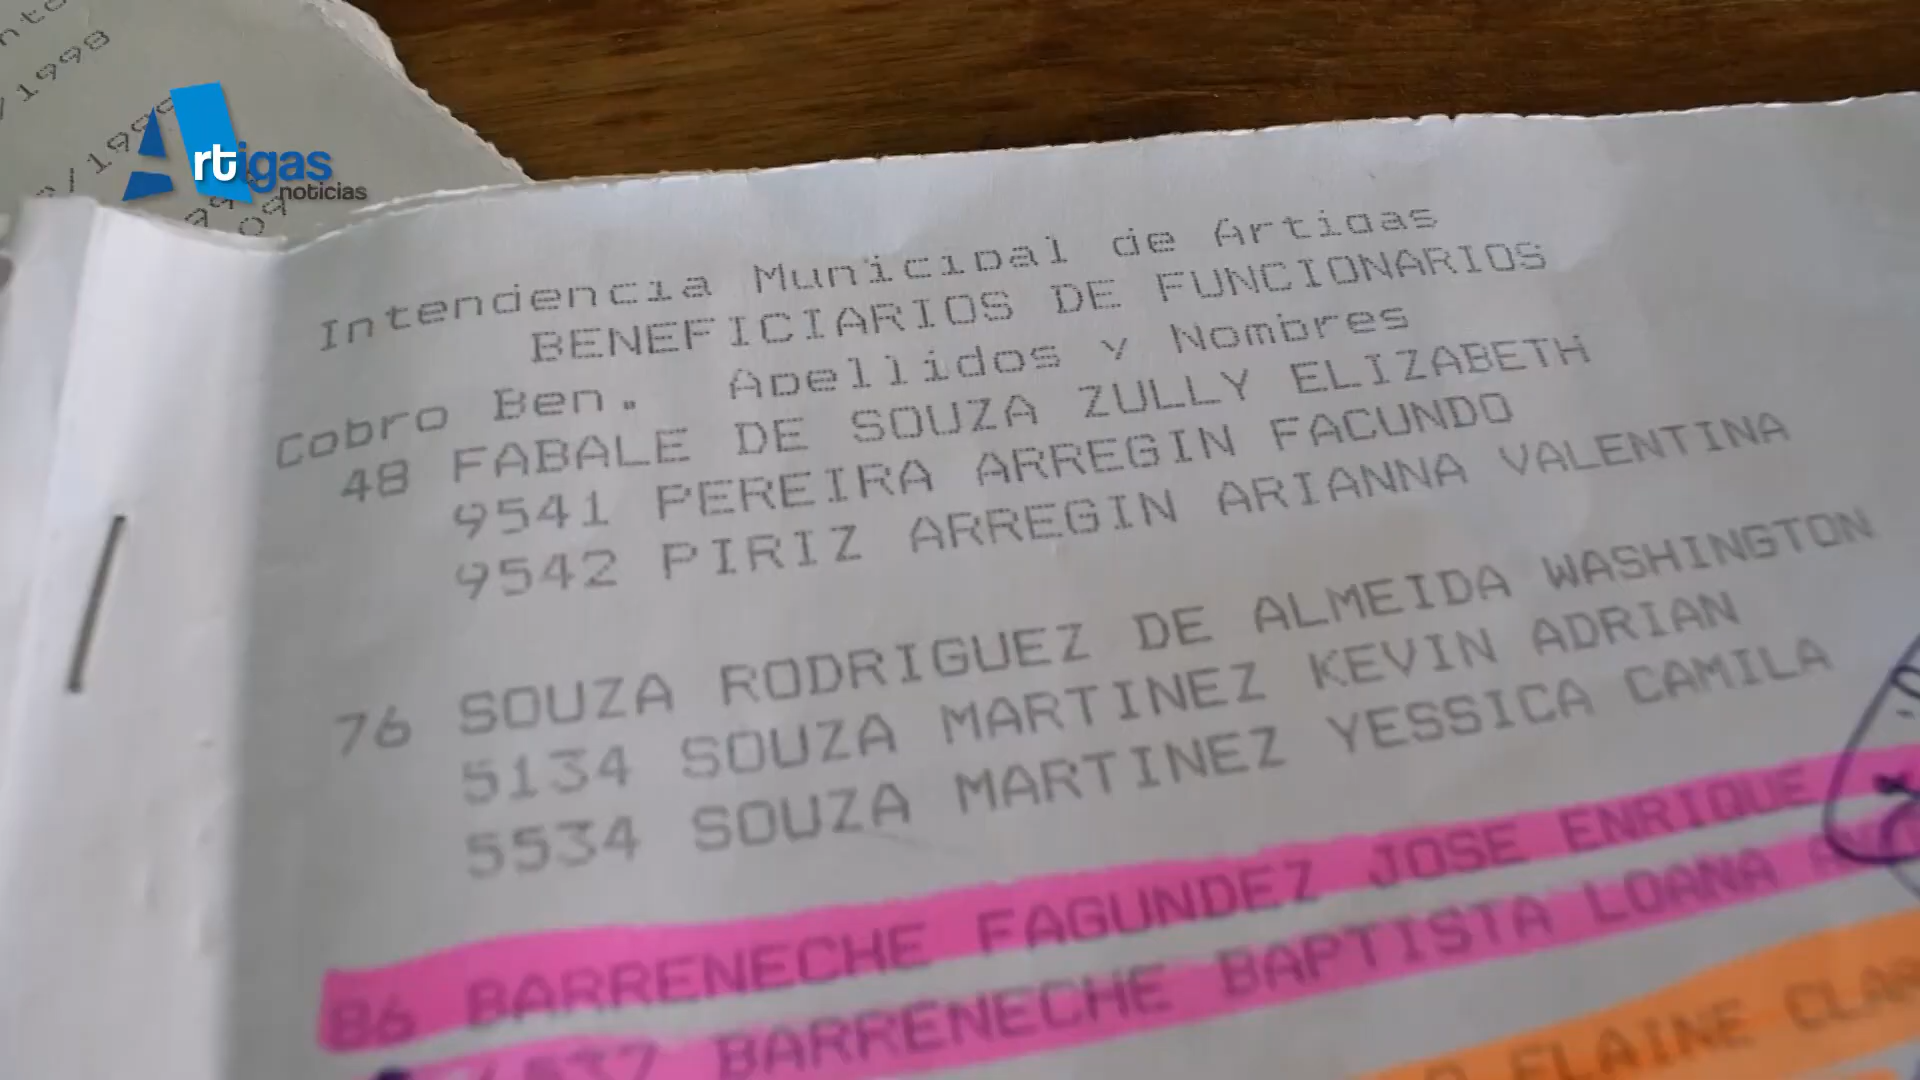 /1998
Artigas
noticias
Intendencia Municipal de Artigas
BENEFICIARIOS DE FUNCIONARIOS
Cobro Ben. Apellidos y Nombres
48 FABALE DE SOUZA ZULLY ELIZABETH
9541 PEREIRA ARREGIN FACUNDO
9542 PIRIZ ARREGIN ARIANNA VALENTINA
76 SOUZA RODRIGUEZ DE ALMEIDA WASHINGTON
5134 SOUZA MARTINEZ KEVIN ADRIAN
5534 SOUZA MARTINEZ YESSICA CAMILA
86 BARRENECHE FAGUNDEZ JOSE ENRIQUE
BARRENECHE BAPTISTA LOANA
ELAINE